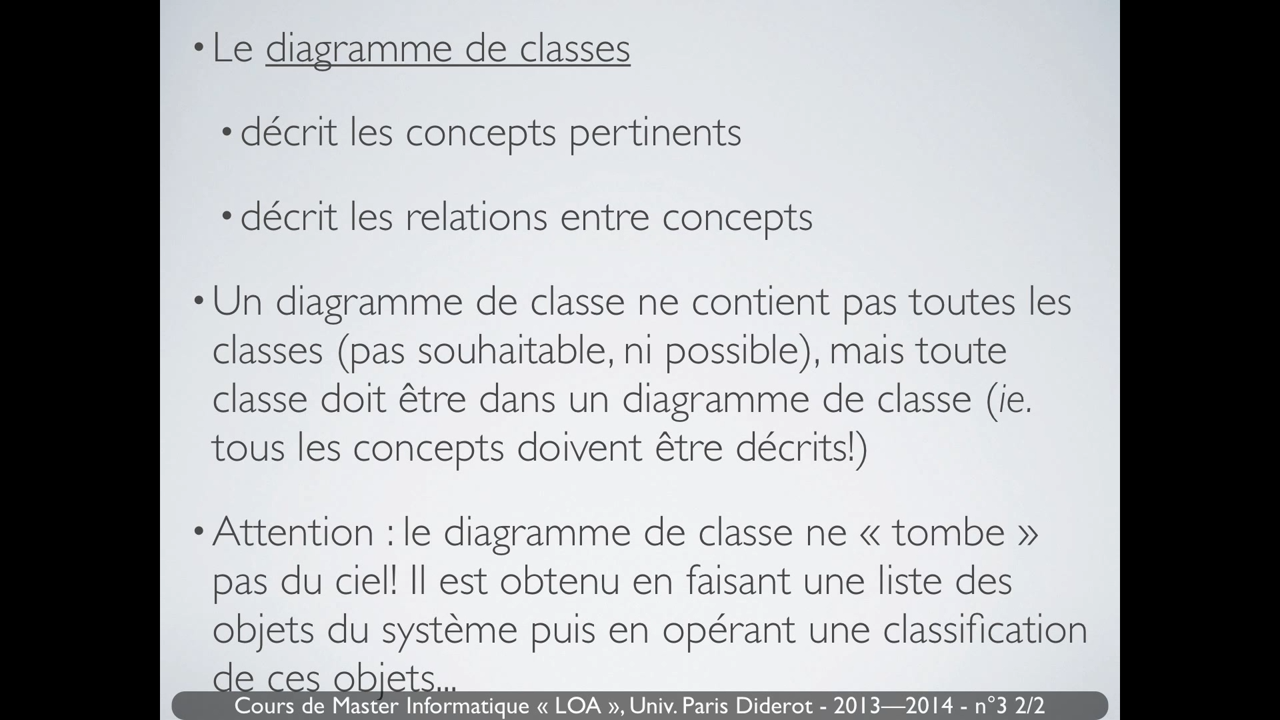 • Le diagramme de classes
• décrit les concepts pertinents
• décrit les relations entre concepts
• Un diagramme de classe ne contient pas toutes les
classes (pas souhaitable, ni possible), mais toute
classe doit être dans un diagramme de classe (ie.
tous les concepts doivent être décrits!)
• Attention : le diagramme de classe ne « tombe »
pas du ciel! Il est obtenu en faisant une liste des
objets du système puis en opérant une classification
de ces objets...
Cours de Master Informatique « LOA », Univ. Paris Diderot - 2013—2014 - n°3 2/2